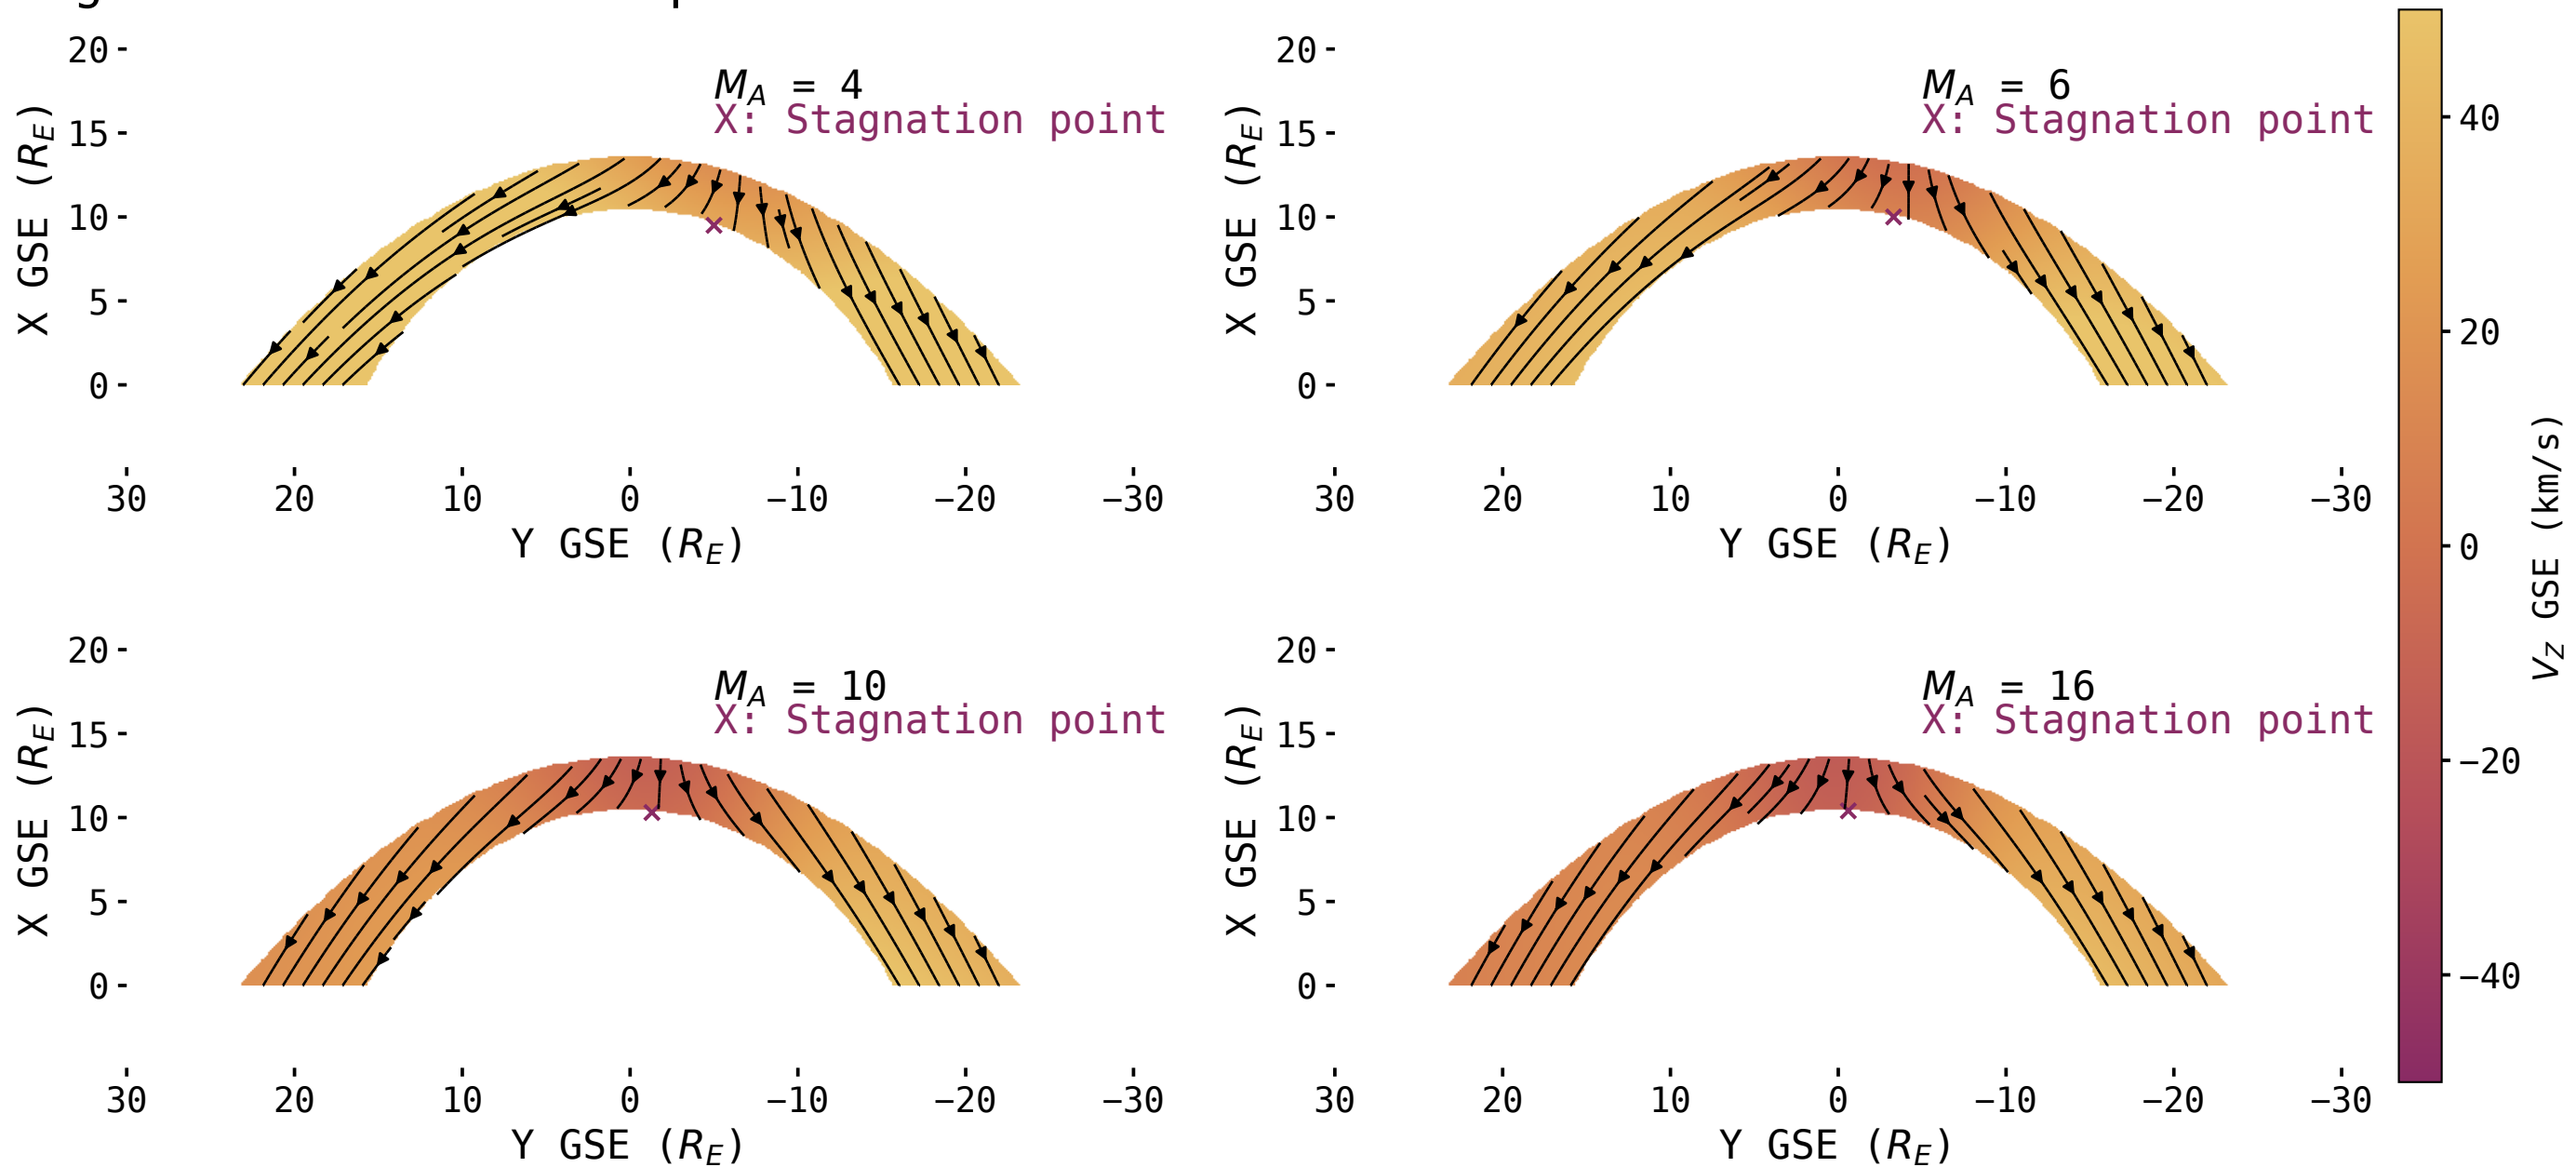 20
15
10
5
0
X GSE (R_E)
M_A = 4
X: Stagnation point
30 20 10 0 −10 −20 −30
Y GSE (R_E)
20
15
10
5
0
X GSE (R_E)
M_A = 6
X: Stagnation point
30 20 10 0 −10 −20 −30
Y GSE (R_E)
20
15
10
5
0
X GSE (R_E)
M_A = 10
X: Stagnation point
30 20 10 0 −10 −20 −30
Y GSE (R_E)
20
15
10
5
0
X GSE (R_E)
M_A = 16
X: Stagnation point
30 20 10 0 −10 −20 −30
Y GSE (R_E)
40
20
0
−20
−40
V_Z GSE (km/s)